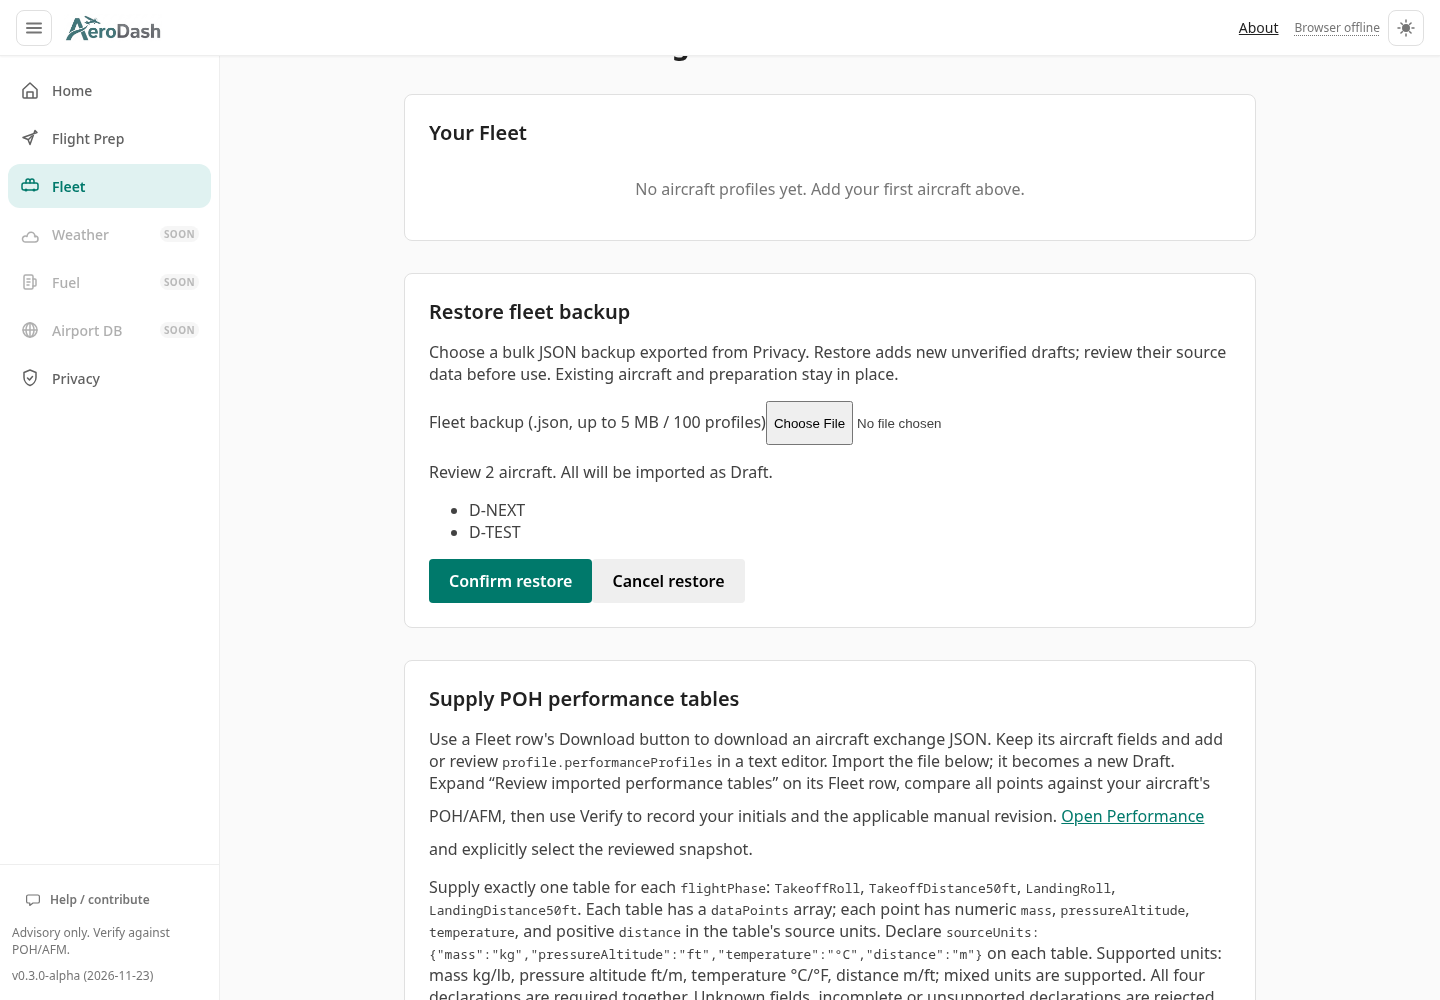 AeroDash
About
Browser offline
Home
Flight Prep
Fleet
Weather SOON
Fuel SOON
Airport DB SOON
Privacy
Help / contribute
Advisory only. Verify against
POH/AFM.
v0.3.0-alpha (2026-11-23)
Your Fleet
No aircraft profiles yet. Add your first aircraft above.
Restore fleet backup
Choose a bulk JSON backup exported from Privacy. Restore adds new unverified drafts; review their source
data before use. Existing aircraft and preparation stay in place.
Fleet backup (.json, up to 5 MB / 100 profiles) Choose File No file chosen
Review 2 aircraft. All will be imported as Draft.
D-NEXT
D-TEST
Confirm restore Cancel restore
Supply POH performance tables
Use a Fleet row's Download button to download an aircraft exchange JSON. Keep its aircraft fields and add
or review profile.performanceProfiles in a text editor. Import the file below; it becomes a new Draft.
Expand “Review imported performance tables” on its Fleet row, compare all points against your aircraft's
POH/AFM, then use Verify to record your initials and the applicable manual revision. Open Performance
and explicitly select the reviewed snapshot.
Supply exactly one table for each flightPhase: TakeoffRoll, TakeoffDistance50ft, LandingRoll,
LandingDistance50ft. Each table has a dataPoints array; each point has numeric mass, pressureAltitude,
temperature, and positive distance in the table's source units. Declare sourceUnits:
{"mass":"kg","pressureAltitude":"ft","temperature":"°C","distance":"m"} on each table. Supported units:
mass kg/lb, pressure altitude ft/m, temperature °C/°F, distance m/ft; mixed units are supported. All four
declarations are required together. Unknown fields, incomplete or unsupported declarations are rejected.